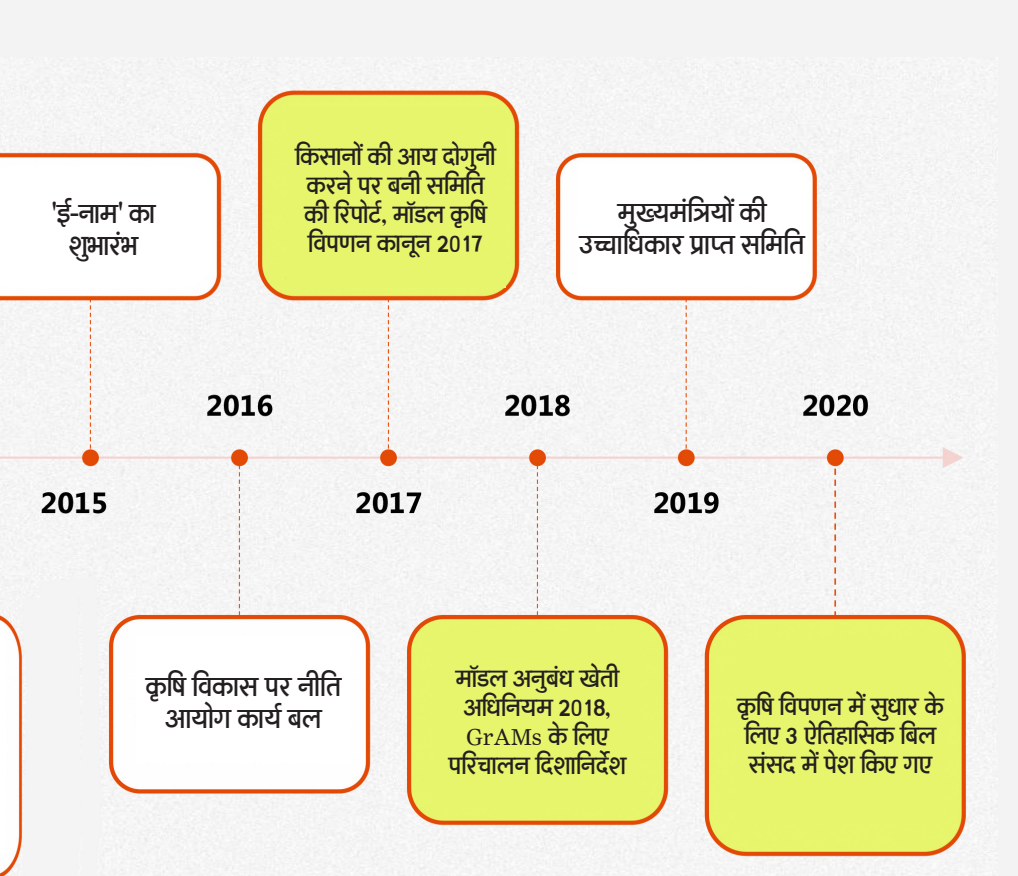 'ई-नाम' का
शुभारंभ
किसानों की आय दोगुनी
करने पर बनी समिति
की रिपोर्ट, मॉडल कृषि
विपणन कानून 2017
मुख्यमंत्रियों की
उच्चाधिकार प्राप्त समिति
2016
2018
2020
2015
2017
2019
कृषि विकास पर नीति
आयोग कार्य बल
मॉडल अनुबंध खेती
अधिनियम 2018,
GrAMs के लिए
परिचालन दिशानिर्देश
कृषि विपणन में सुधार के
लिए 3 ऐतिहासिक बिल
संसद में पेश किए गए